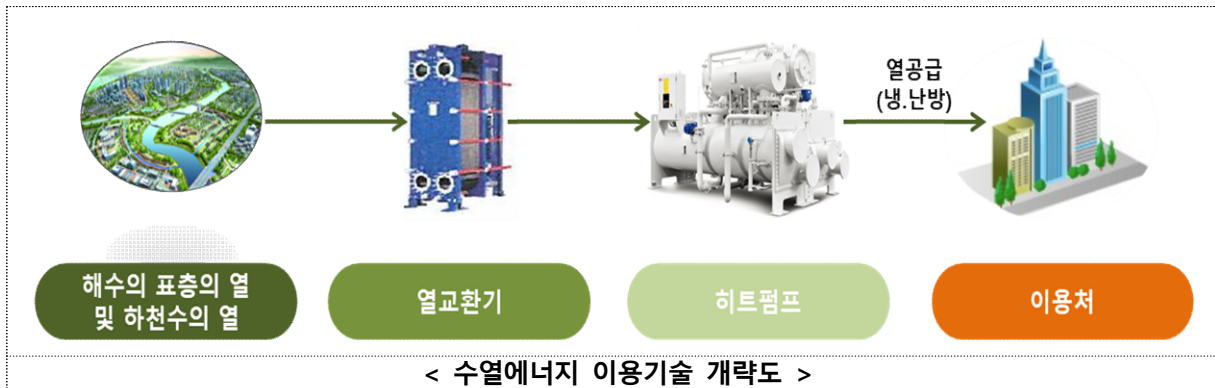 열공급
(냉.난방)
해수의 표층의 열
및 하천수의 열
열교환기
히트펌프
이용처
< 수열에너지 이용기술 개략도 >